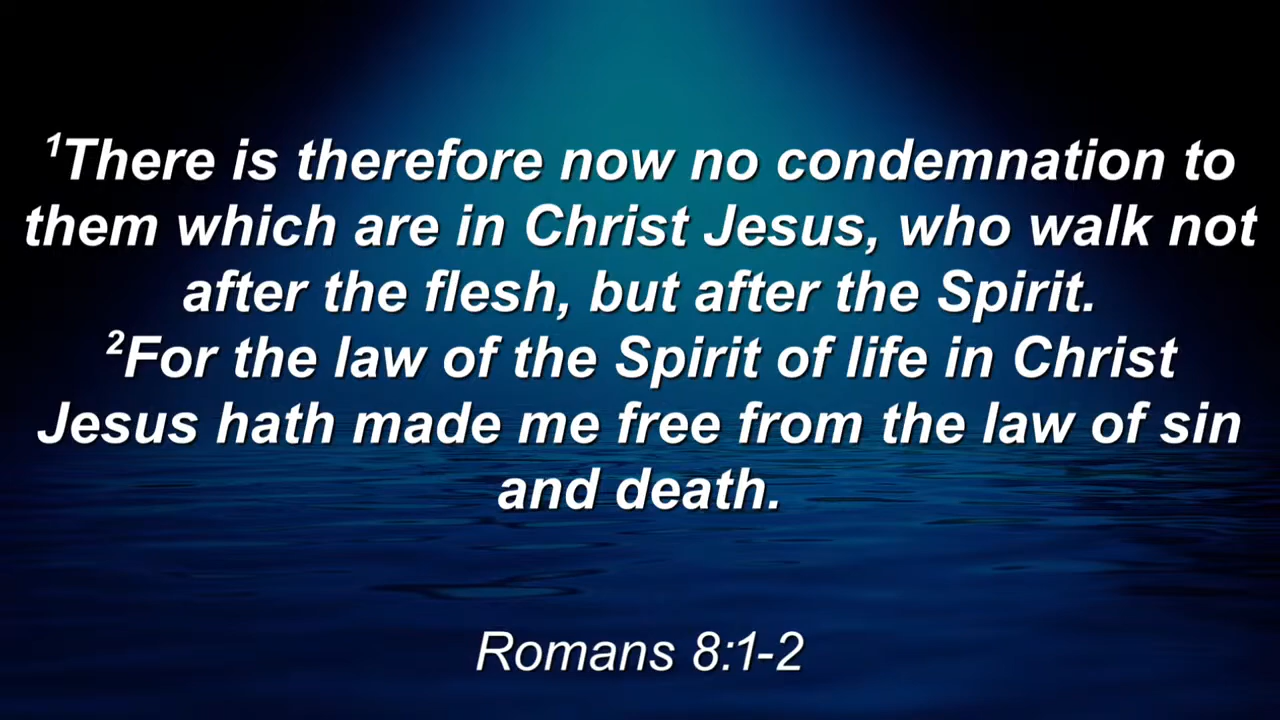 ¹There is therefore now no condemnation to
them which are in Christ Jesus, who walk not
after the flesh, but after the Spirit.
²For the law of the Spirit of life in Christ
Jesus hath made me free from the law of sin
and death.
Romans 8:1-2